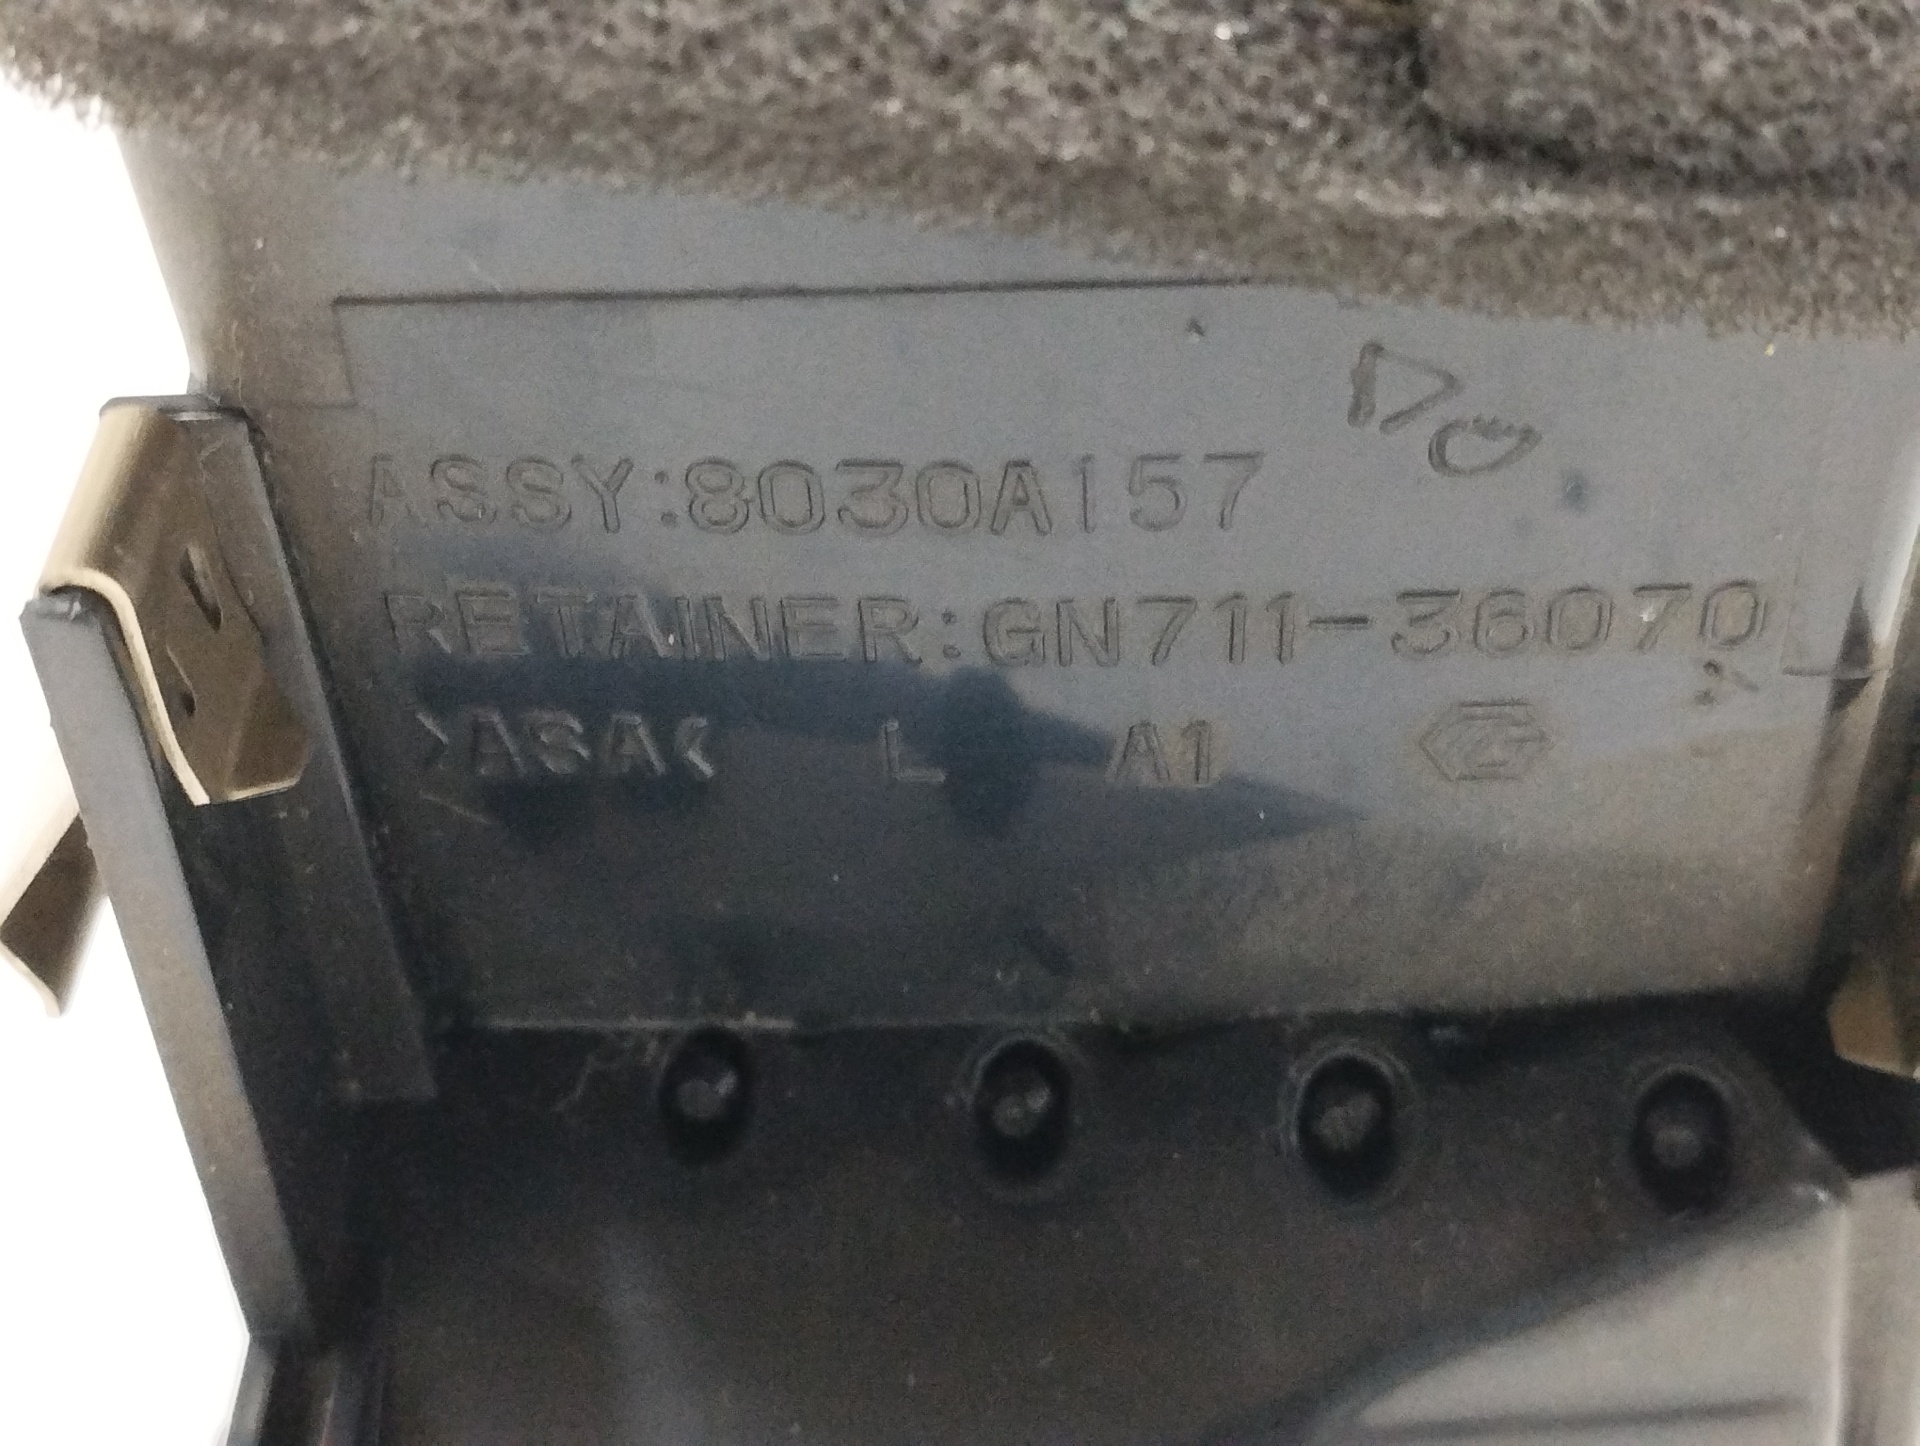 ASSY:8030A157
RETAINER:GN711-36070
>ASA< L A1